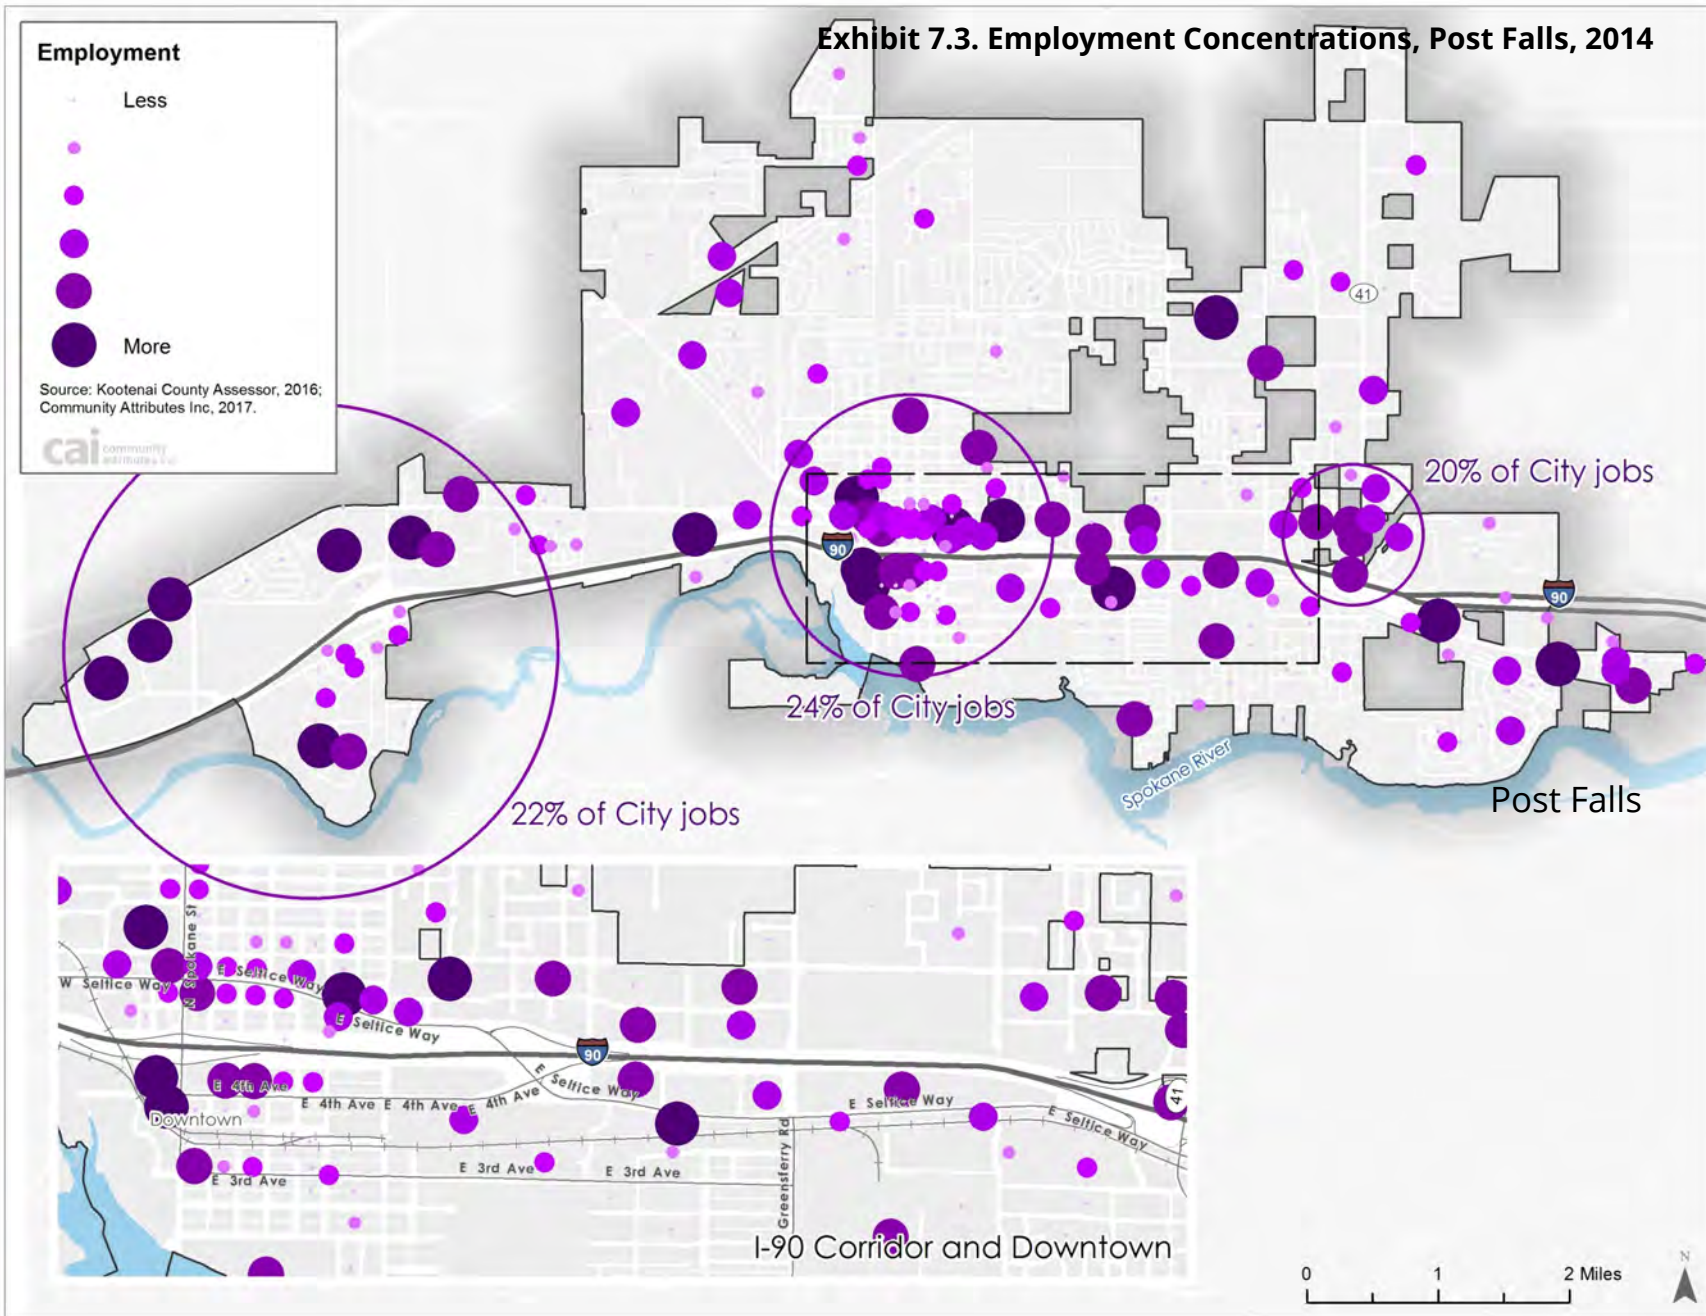 Exhibit 7.3. Employment Concentrations, Post Falls, 2014
Employment
Less
More
Source: Kootenai County Assessor, 2016;
Community Attributes Inc, 2017.
cai community
attributes inc
41
20% of City jobs
90
90
24% of City jobs
22% of City jobs
Spokane River
Post Falls
N Spokane St
W Seltice Way
E Seltice Way
E Seltice Way
90
E Seltice Way
E 4th Ave
E 4th Ave
E 4th Ave
E 4th Ave
E Seltice Way
E Seltice Way
41
Downtown
Greensferry Rd
E 3rd Ave
E 3rd Ave
E 3rd Ave
I-90 Corridor and Downtown
0 1 2 Miles
N